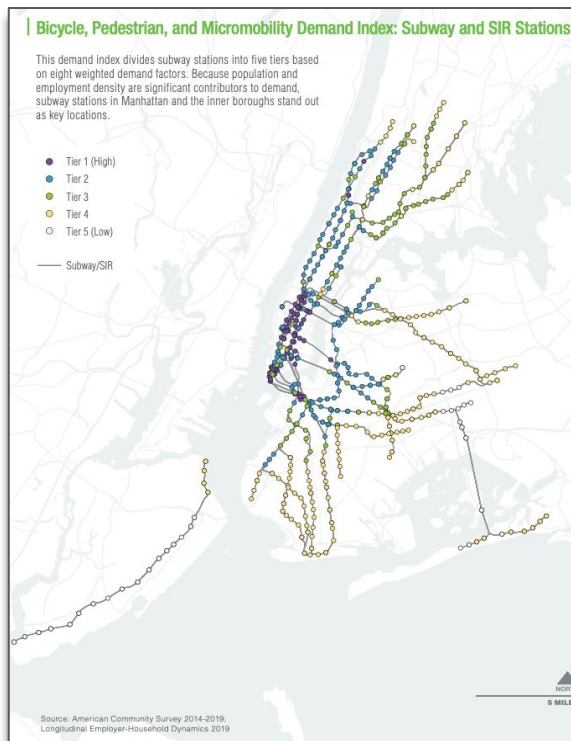 Bicycle, Pedestrian, and Micromobility Demand Index: Subway and SIR Stations
This demand index divides subway stations into five tiers based
on eight weighted demand factors. Because population and
employment density are significant contributors to demand,
subway stations in Manhattan and the inner boroughs stand out
as key locations.
Tier 1 (High)
Tier 2
Tier 3
Tier 4
Tier 5 (Low)
Subway/SIR
5 MILE
Source: American Community Survey 2014-2019;
Longitudinal Employer-Household Dynamics 2019